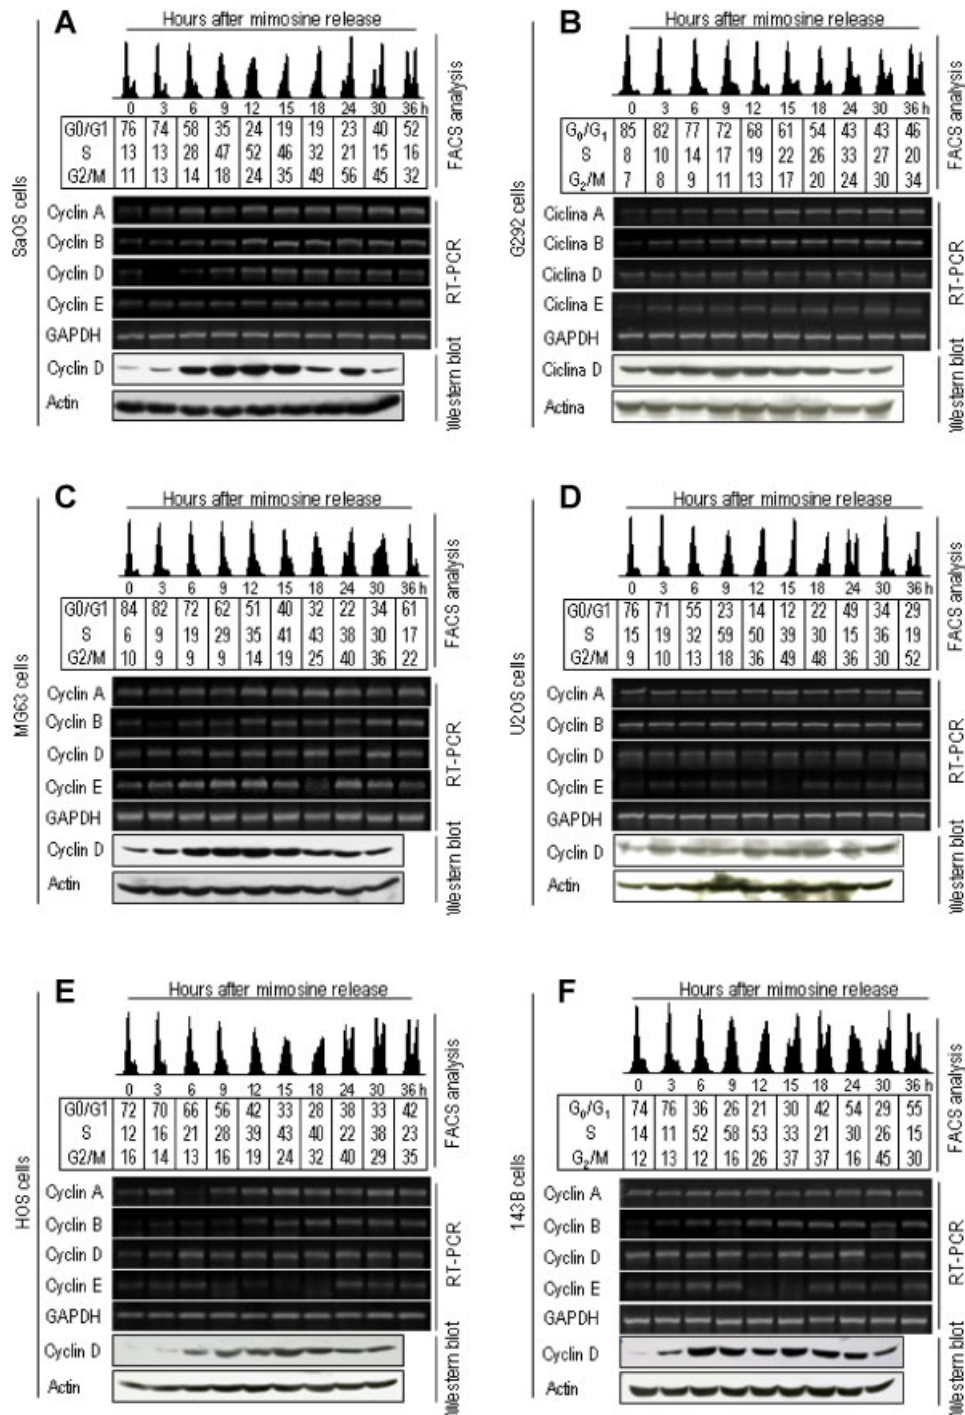 A
Hours after mimosine release
0 3 6 9 12 15 18 24 30 36 h
G0/G1 76 74 58 35 24 19 19 23 40 52
S 13 13 28 47 52 46 32 21 15 16
G2/M 11 13 14 18 24 35 49 56 45 32
Cyclin A
Cyclin B
Cyclin D
Cyclin E
GAPDH
Cyclin D
Actin
SaOS cells
FACS analysis
RT-PCR
Western blot
B
Hours after mimosine release
0 3 6 9 12 15 18 24 30 36 h
G0/G1 85 82 77 72 68 61 54 43 43 46
S 8 10 14 17 19 22 26 33 27 20
G2/M 7 8 9 11 13 17 20 24 30 34
Ciclina A
Ciclina B
Ciclina D
Ciclina E
GAPDH
Ciclina D
Actina
G292 cells
FACS analysis
RT-PCR
Western blot
C
Hours after mimosine release
0 3 6 9 12 15 18 24 30 36 h
G0/G1 84 82 72 62 51 40 32 22 34 61
S 6 9 19 29 35 41 43 38 30 17
G2/M 10 9 9 9 14 19 25 40 36 22
Cyclin A
Cyclin B
Cyclin D
Cyclin E
GAPDH
Cyclin D
Actin
MG63 cells
FACS analysis
RT-PCR
Western blot
D
Hours after mimosine release
0 3 6 9 12 15 18 24 30 36 h
G0/G1 76 71 55 23 14 12 22 49 34 29
S 15 19 32 59 50 39 30 15 36 19
G2/M 9 10 13 18 36 49 48 36 30 52
Cyclin A
Cyclin B
Cyclin D
Cyclin E
GAPDH
Cyclin D
Actin
U2OS cells
FACS analysis
RT-PCR
Western blot
E
Hours after mimosine release
0 3 6 9 12 15 18 24 30 36 h
G0/G1 72 70 66 56 42 33 28 38 33 42
S 12 16 21 28 39 43 40 22 38 23
G2/M 16 14 13 16 19 24 32 40 29 35
Cyclin A
Cyclin B
Cyclin D
Cyclin E
GAPDH
Cyclin D
Actin
HOS cells
FACS analysis
RT-PCR
Western blot
F
Hours after mimosine release
0 3 6 9 12 15 18 24 30 36 h
G0/G1 74 76 36 26 21 30 42 54 29 55
S 14 11 52 58 53 33 21 30 26 15
G2/M 12 13 12 16 26 37 37 16 45 30
Cyclin A
Cyclin B
Cyclin D
Cyclin E
GAPDH
Cyclin D
Actin
143B cells
FACS analysis
RT-PCR
Western blot